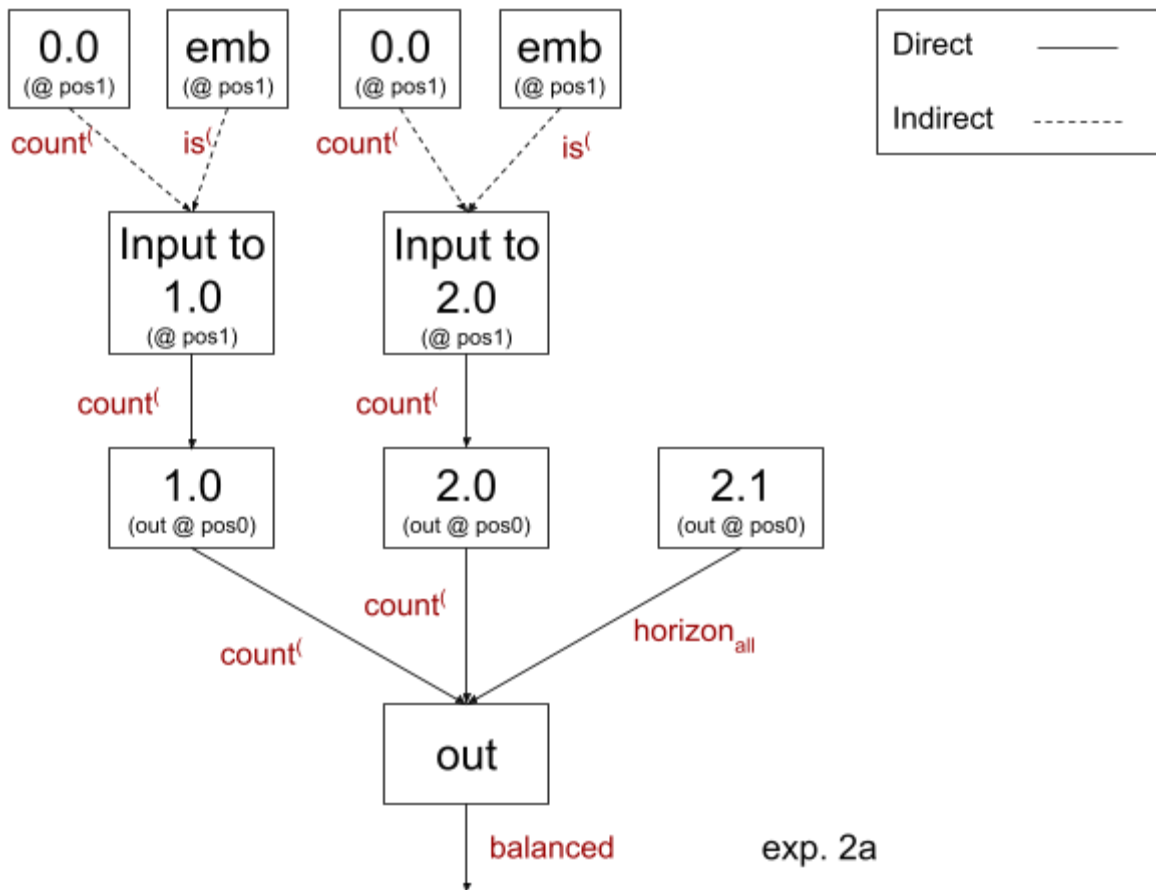 0.0
(@ pos1)
emb
(@ pos1)
0.0
(@ pos1)
emb
(@ pos1)
Direct
Indirect
count(
is(
count(
is(
Input to
1.0
(@ pos1)
Input to
2.0
(@ pos1)
count(
count(
1.0
(out @ pos0)
2.0
(out @ pos0)
2.1
(out @ pos0)
count(
count(
horizon_all
out
balanced
exp. 2a